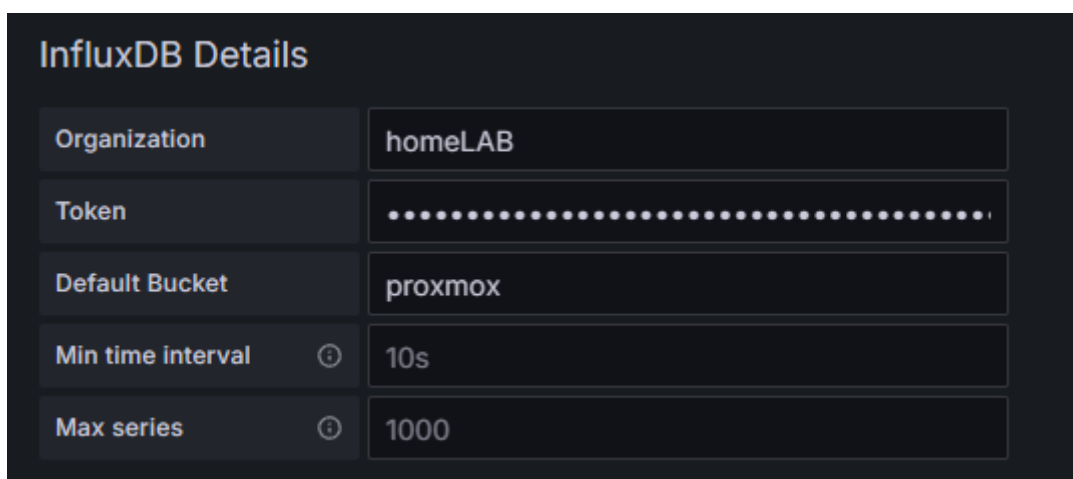 InfluxDB Details
Organization homeLAB
Token ••••••••••••••••••••••••••••••••••••••
Default Bucket proxmox
Min time interval 10s
Max series 1000